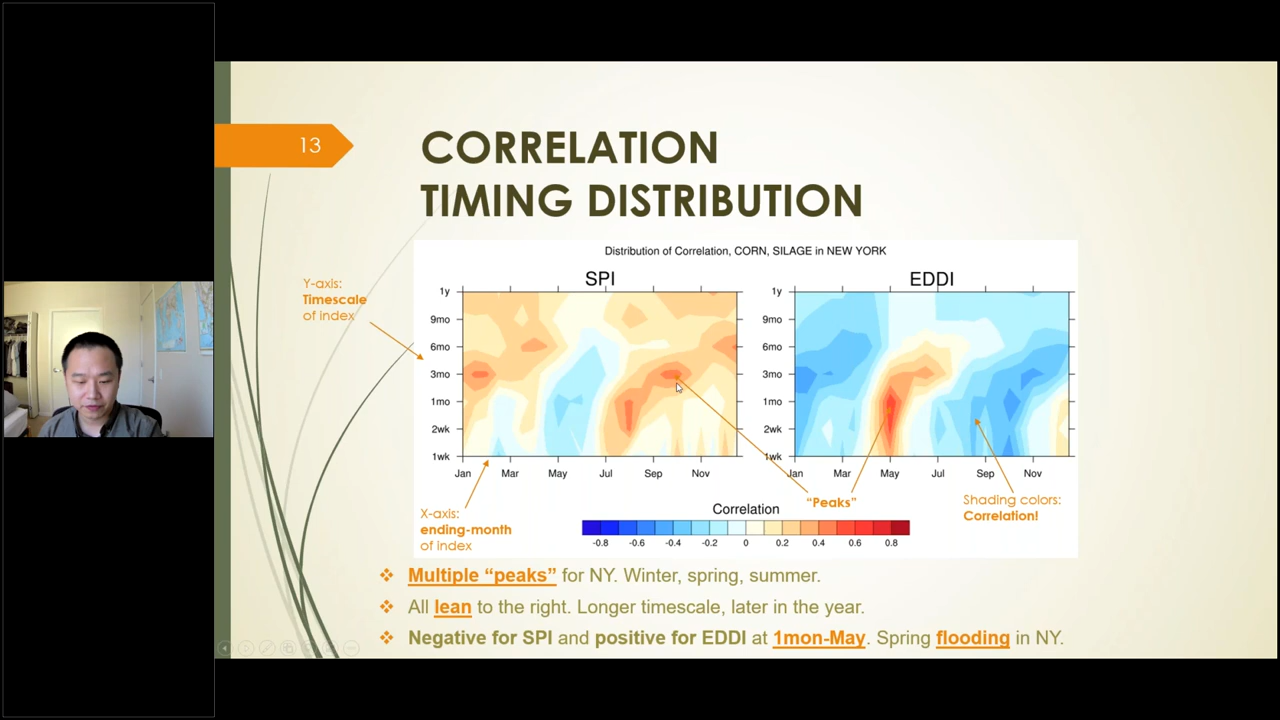 13
CORRELATION
TIMING DISTRIBUTION
Distribution of Correlation, CORN, SILAGE in NEW YORK
SPI
EDDI
Y-axis:
Timescale
of index
1y
9mo
6mo
3mo
1mo
2wk
1wk
Jan Mar May Jul Sep Nov
1y
9mo
6mo
3mo
1mo
2wk
1wk
Jan Mar May Jul Sep Nov
X-axis:
ending-month
of index
"Peaks"
Shading colors:
Correlation!
Correlation
-0.8 -0.6 -0.4 -0.2 0 0.2 0.4 0.6 0.8
❖ Multiple "peaks" for NY. Winter, spring, summer.
❖ All lean to the right. Longer timescale, later in the year.
❖ Negative for SPI and positive for EDDI at 1mon-May. Spring flooding in NY.